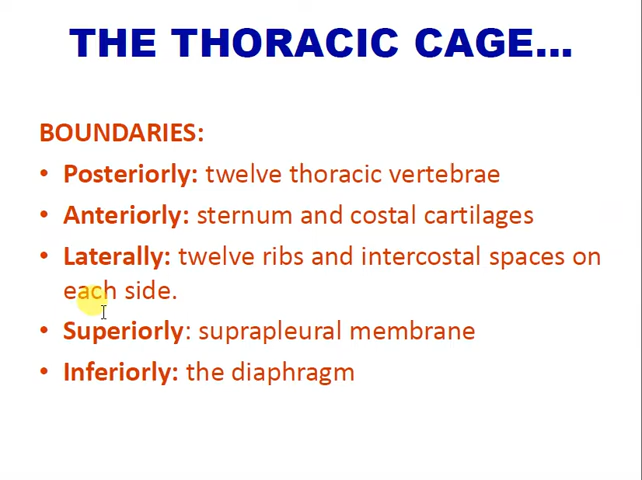 THE THORACIC CAGE...
BOUNDARIES:
• Posteriorly: twelve thoracic vertebrae
• Anteriorly: sternum and costal cartilages
• Laterally: twelve ribs and intercostal spaces on
each side.
• Superiorly: suprapleural membrane
• Inferiorly: the diaphragm